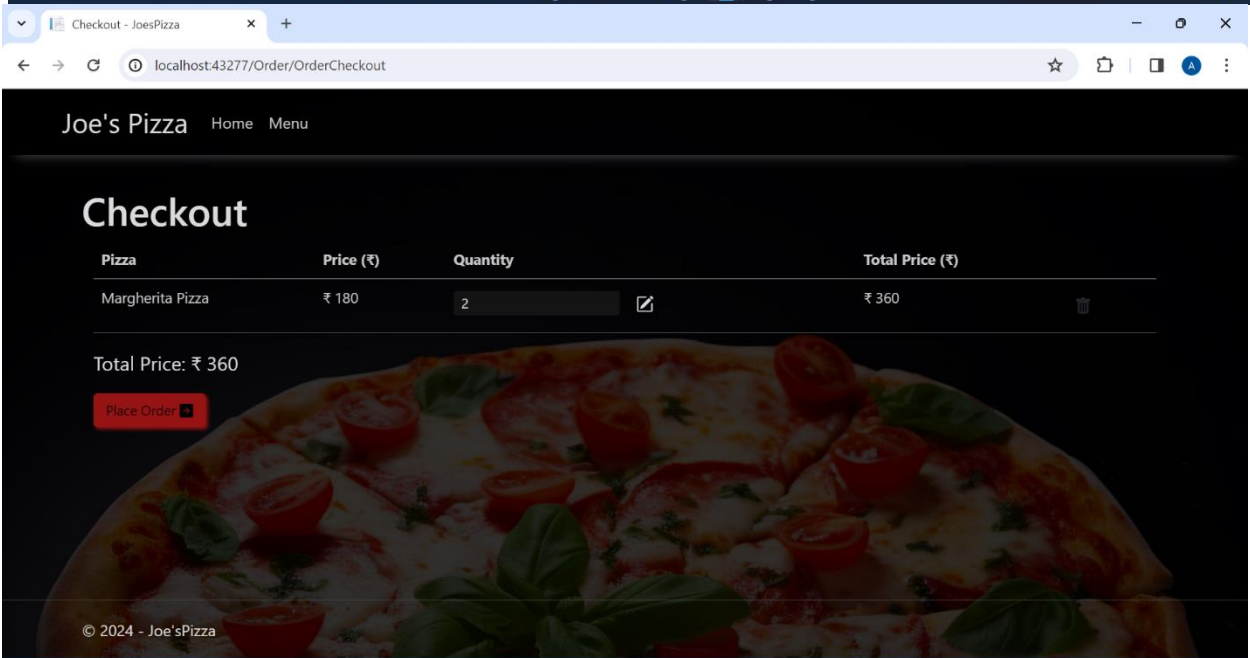 Checkout - JoesPizza
localhost:43277/Order/OrderCheckout
A
Joe's Pizza Home Menu
Checkout
Pizza Price (₹) Quantity Total Price (₹)
Margherita Pizza ₹ 180 2 ₹ 360
Total Price: ₹ 360
Place Order
© 2024 - Joe'sPizza